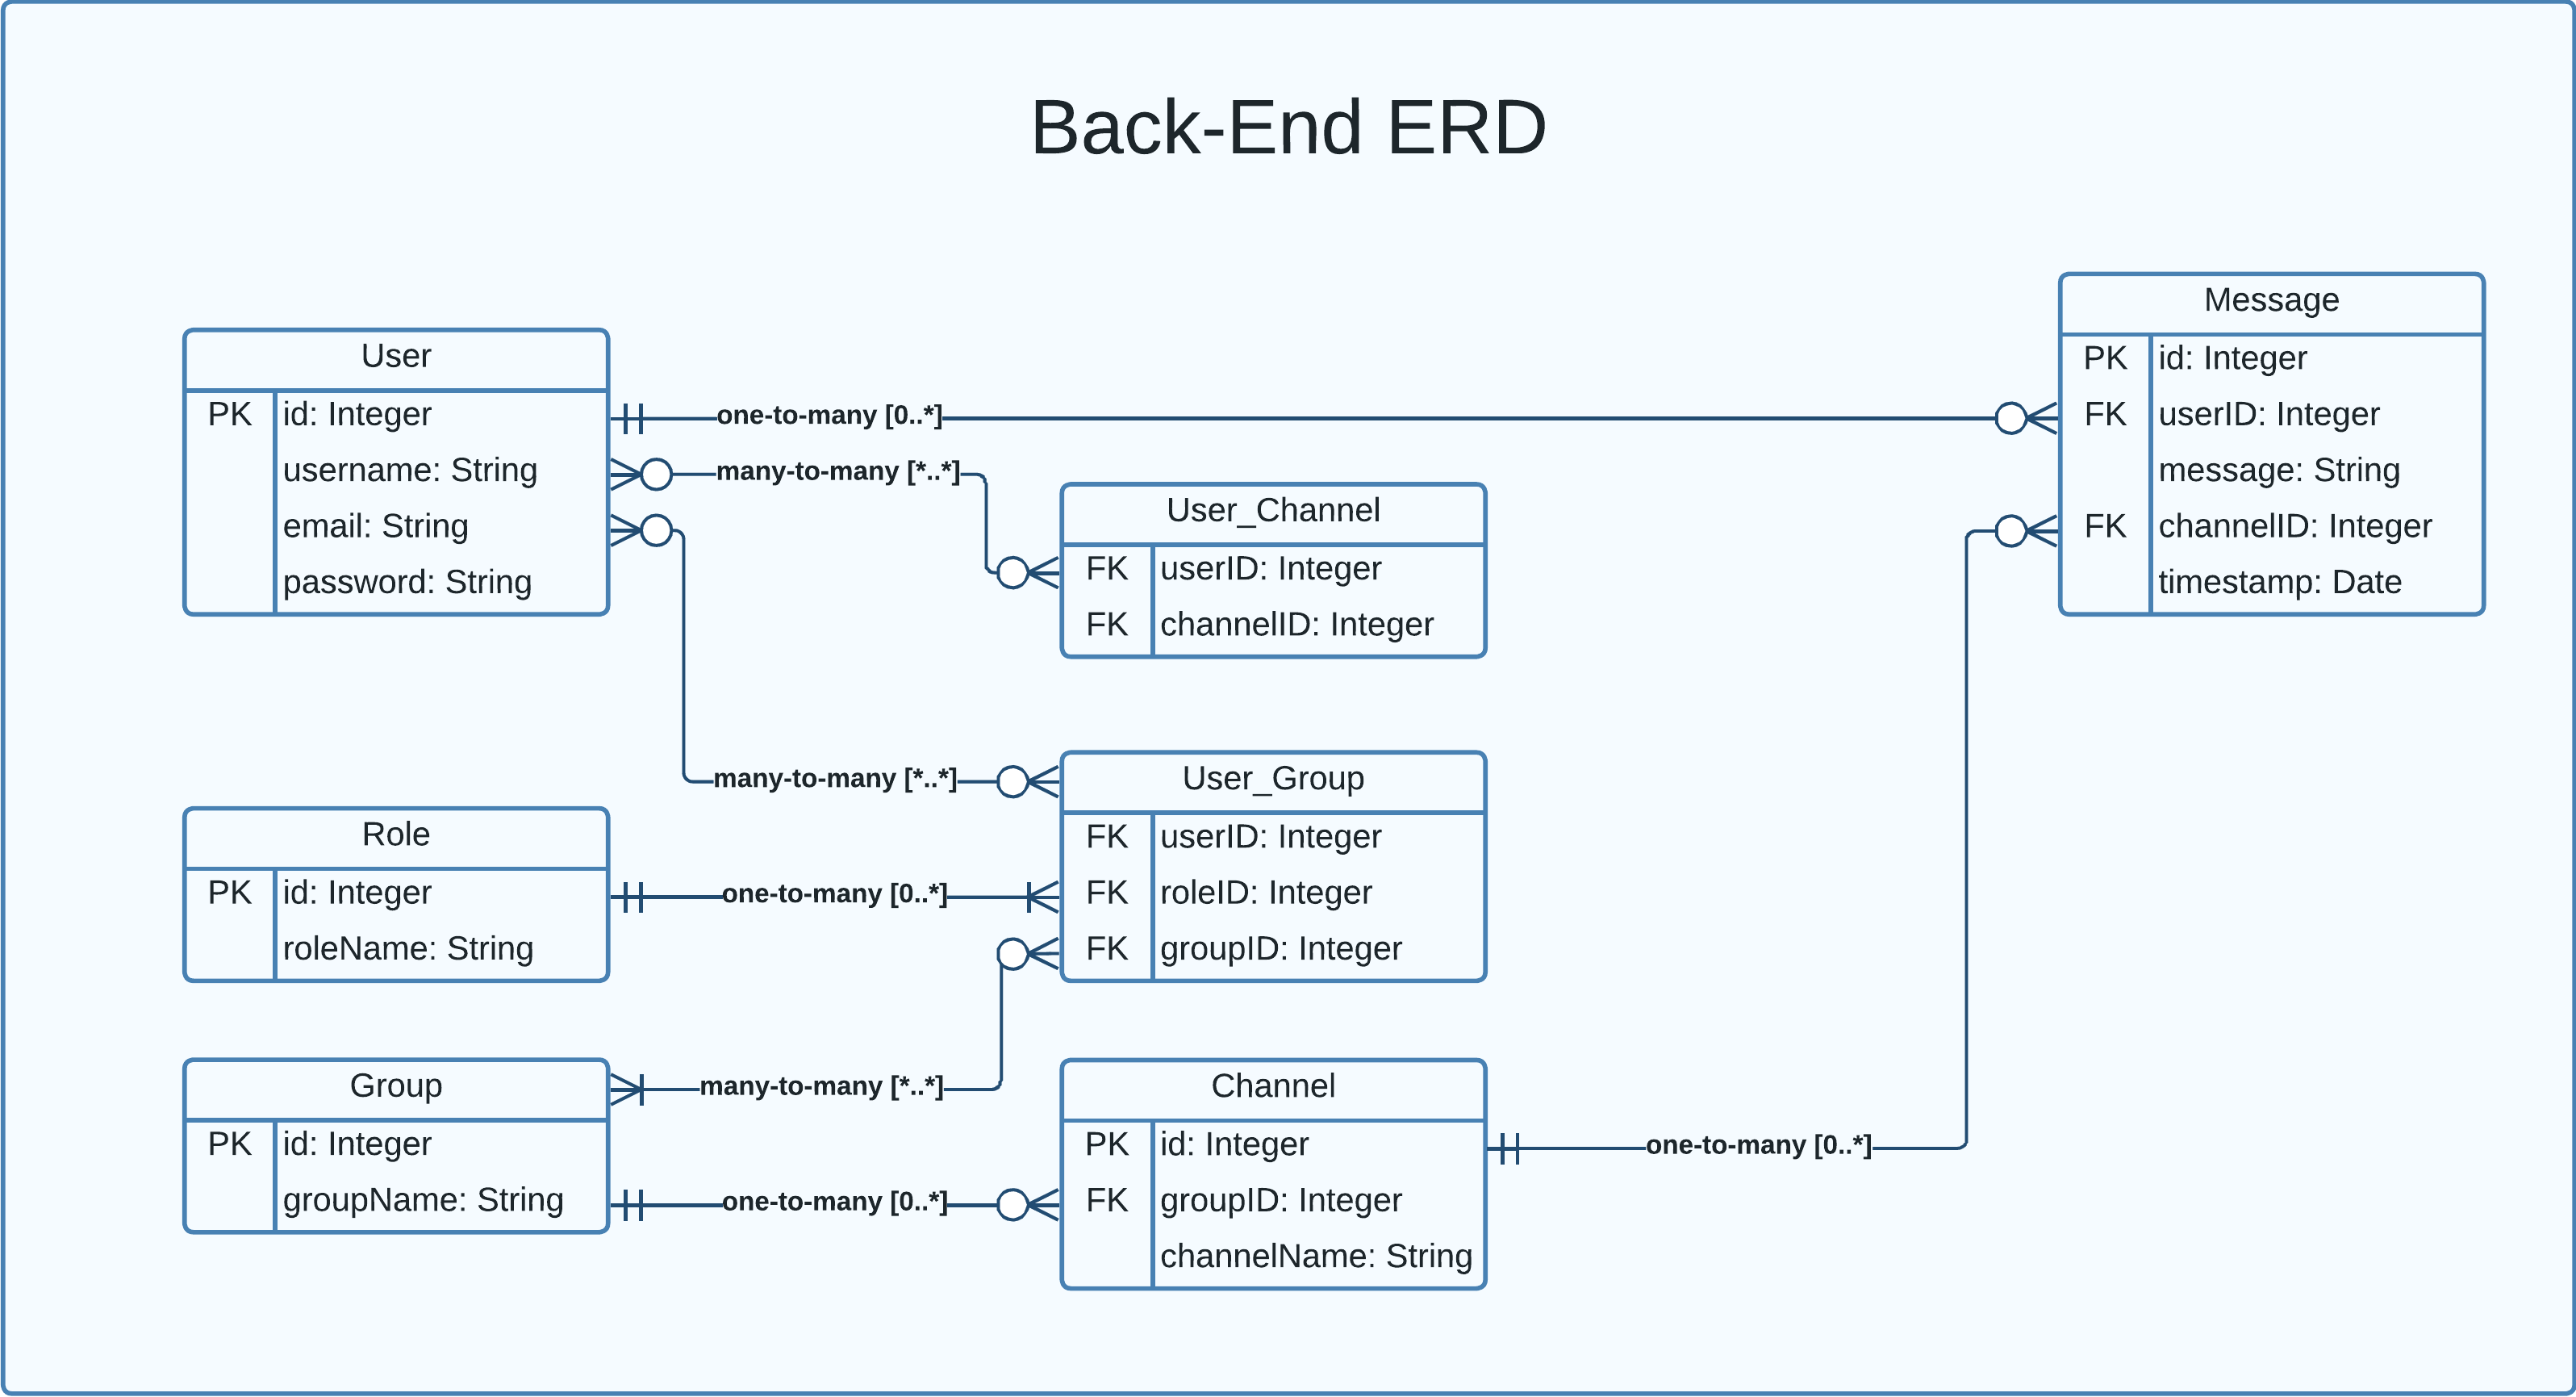 Back-End ERD
User
PK id: Integer
username: String
email: String
password: String
one-to-many [0..*]
many-to-many [*..*]
Message
PK id: Integer
FK userID: Integer
message: String
FK channelID: Integer
timestamp: Date
User_Channel
FK userID: Integer
FK channelID: Integer
many-to-many [*..*]
User_Group
FK userID: Integer
FK roleID: Integer
FK groupID: Integer
Role
PK id: Integer
roleName: String
one-to-many [0..*]
Group
PK id: Integer
groupName: String
many-to-many [*..*]
one-to-many [0..*]
Channel
PK id: Integer
FK groupID: Integer
channelName: String
one-to-many [0..*]